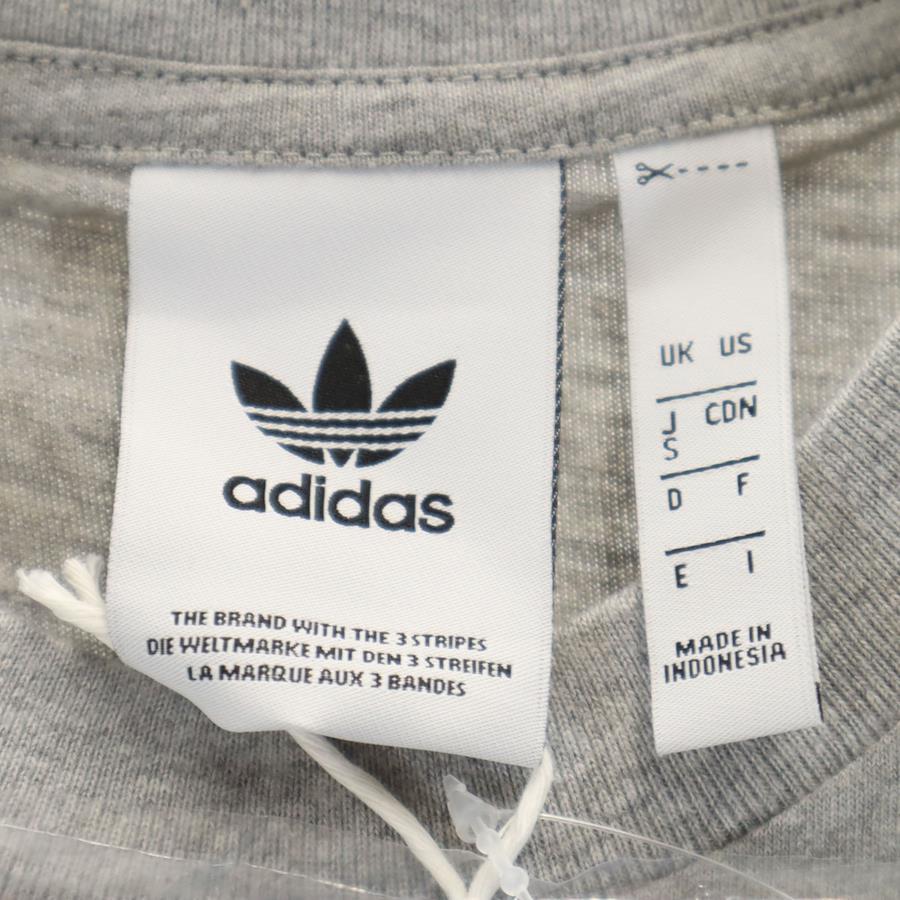 adidas
THE BRAND WITH THE 3 STRIPES
DIE WELTMARKE MIT DEN 3 STREIFEN
LA MARQUE AUX 3 BANDES
UK US
J CDN
S
D F
E I
MADE IN
INDONESIA